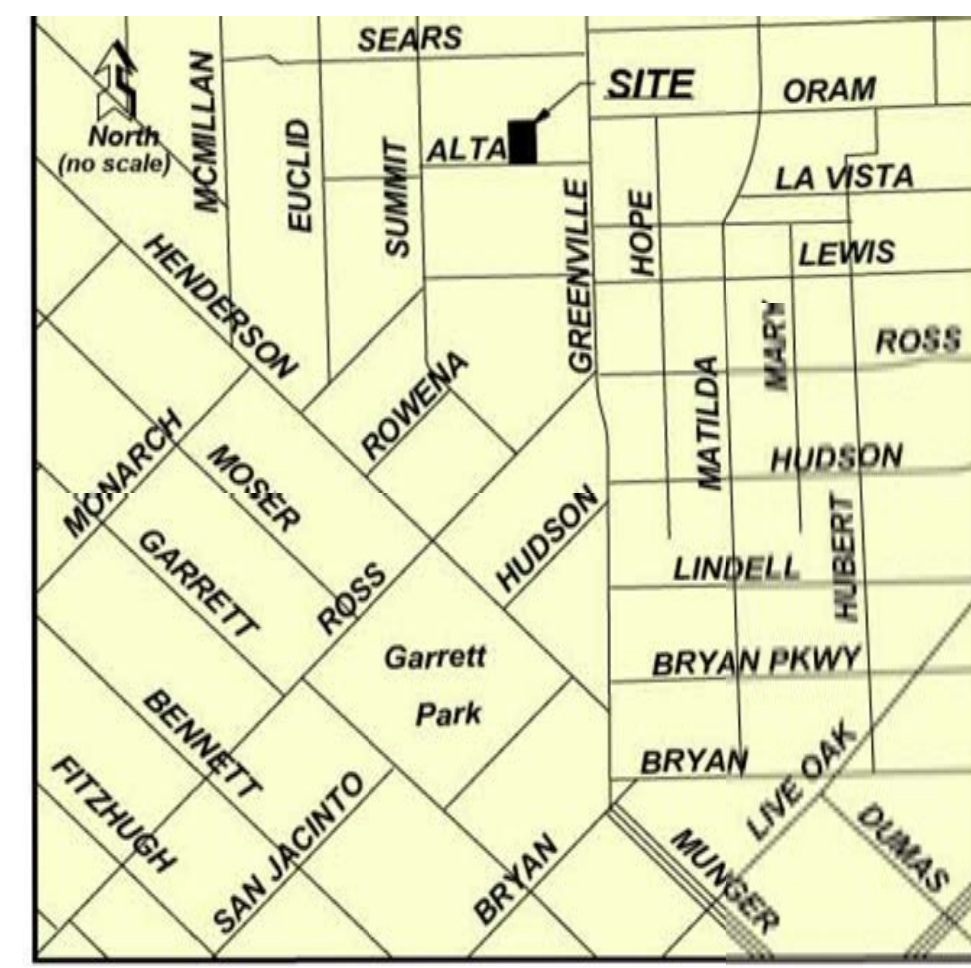 SEARS
SITE
ORAM
MCMILLAN
North
(no scale)
EUCLID
SUMMIT
ALTA
GREENVILLE
HOPE
LA VISTA
LEWIS
HENDERSON
MARY
ROSS
ROWENA
MATILDA
MONARCH
MOSER
HUDSON
HUDSON
GARRETT
ROSS
LINDELL
HUBERT
Garrett
Park
BRYAN PKWY
BENNETT
BRYAN
LIVE OAK
FITZHUGH
SAN JACINTO
BRYAN
MUNGER
DUMAS